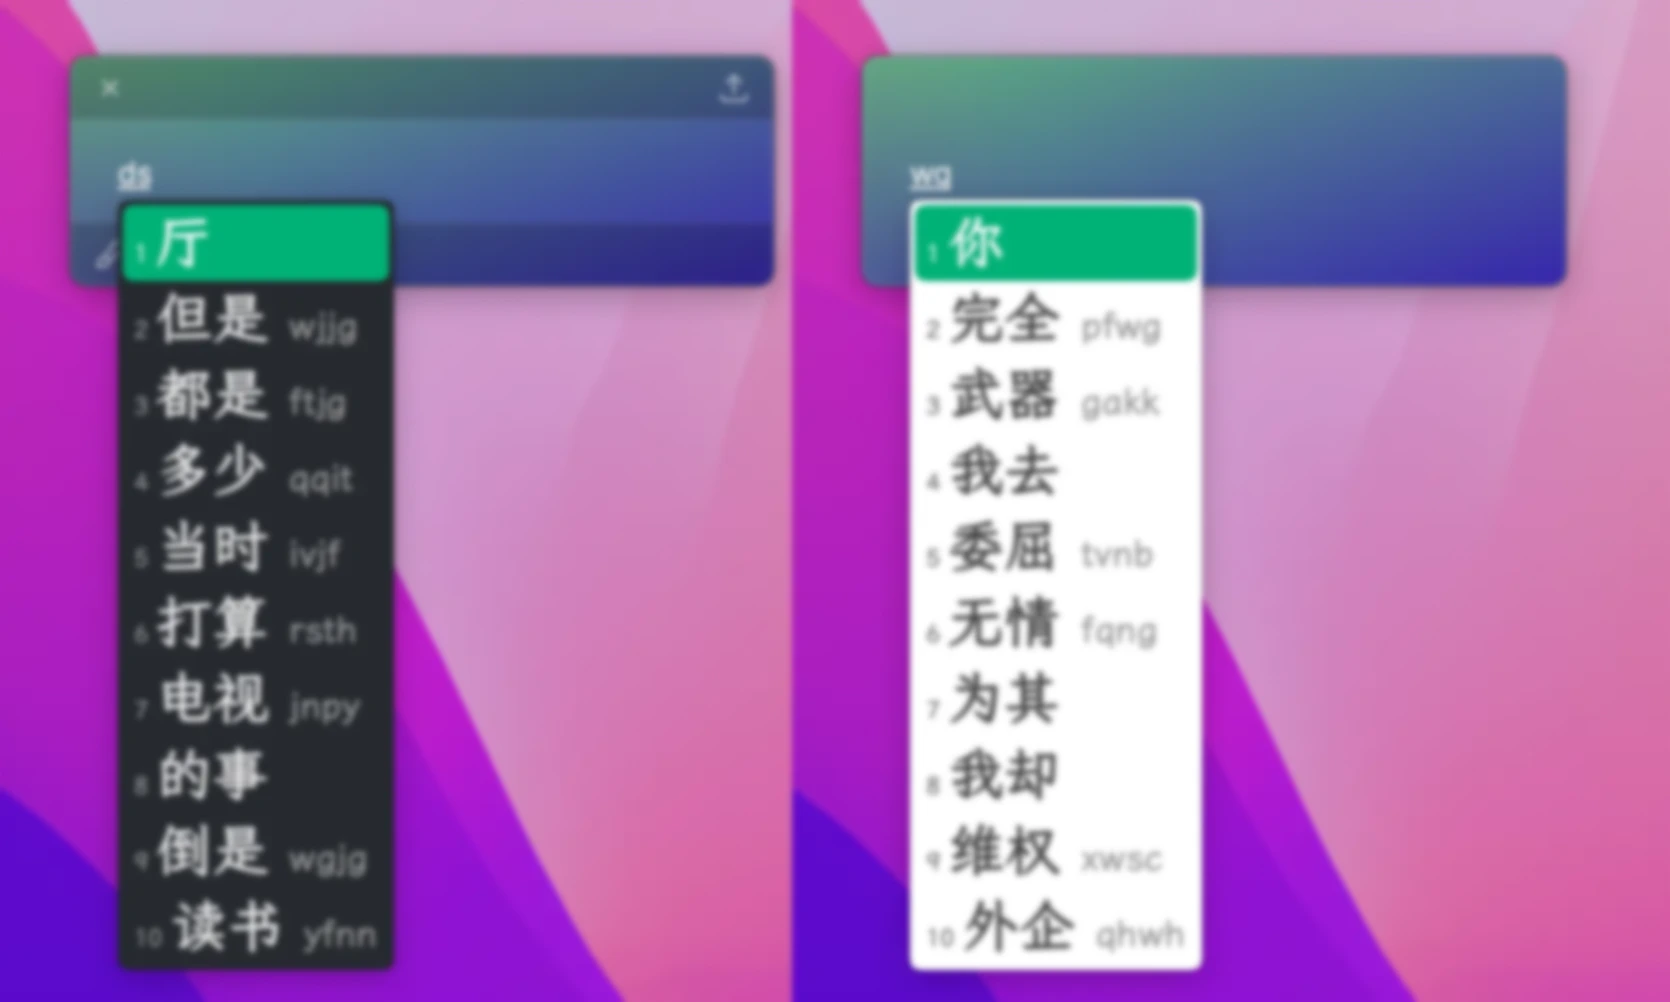 ds
1 厅
2 但是 wjjg
3 都是 ftjg
4 多少 qqit
5 当时 ivjf
6 打算 rsth
7 电视 jnpy
8 的事
9 倒是 wgjg
10 读书 yfnn
wq
1 你
2 完全 pfwg
3 武器 gakk
4 我去
5 委屈 tvnb
6 无情 fqng
7 为其
8 我却
9 维权 xwsc
10 外企 qhwh